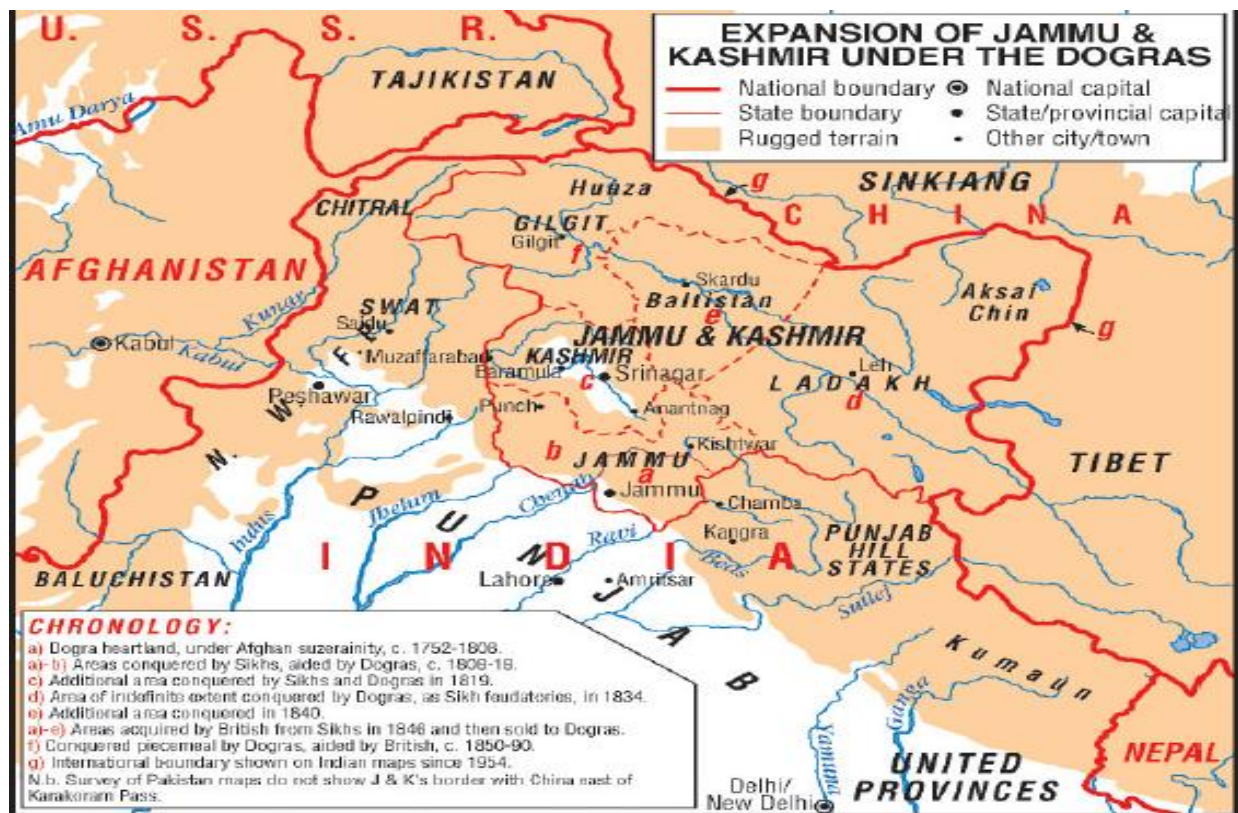 U. S. S. R.
EXPANSION OF JAMMU &
KASHMIR UNDER THE DOGRAS
National boundary
National capital
State boundary
State/provincial capital
Rugged terrain
Other city/town
TAJIKISTAN
Amu Darya
SINKIANG
g
C H I N A
Hunza
CHITRAL
GILGIT
Gilgit
f
AFGHANISTAN
Skardu
Baltistan
e
Aksai
Chin
g
Kunar
SWAT
Saidu
JAMMU & KASHMIR
Kabul
Kabul
Muzaffarabad
KASHMIR
Baramula
c
Srinagar
Leh
LADAKH
d
Peshawar
N. W. F. P.
Rawalpindi
Punch
Anantnag
Kishtwar
b
JAMMU
a
TIBET
Jammu
Chamba
Jhelum
Chenab
Indus
PUNJAB
Ravi
Kangra
PUNJAB
HILL
STATES
I N D I A
Beas
BALUCHISTAN
Lahore
Amritsar
Sutlej
CHRONOLOGY:
a) Dogra heartland, under Afghan suzerainity, c. 1752-1808.
a)-b) Areas conquered by Sikhs, aided by Dogras, c. 1808-18.
c) Additional area conquered by Sikhs and Dogras in 1819.
d) Area of indefinite extent conquered by Dogras, as Sikh feudatories, in 1834.
e) Additional area conquered in 1840.
a)-e) Areas acquired by British from Sikhs in 1846 and then sold to Dogras.
f) Conquered piecemeal by Dogras, aided by British, c. 1850-90.
g) International boundary shown on Indian maps since 1954.
N.b. Survey of Pakistan maps do not show J & K's border with China east of
Karakoram Pass.
Kumaun
Ganga
Yamuna
NEPAL
UNITED
PROVINCES
Delhi/
New Delhi